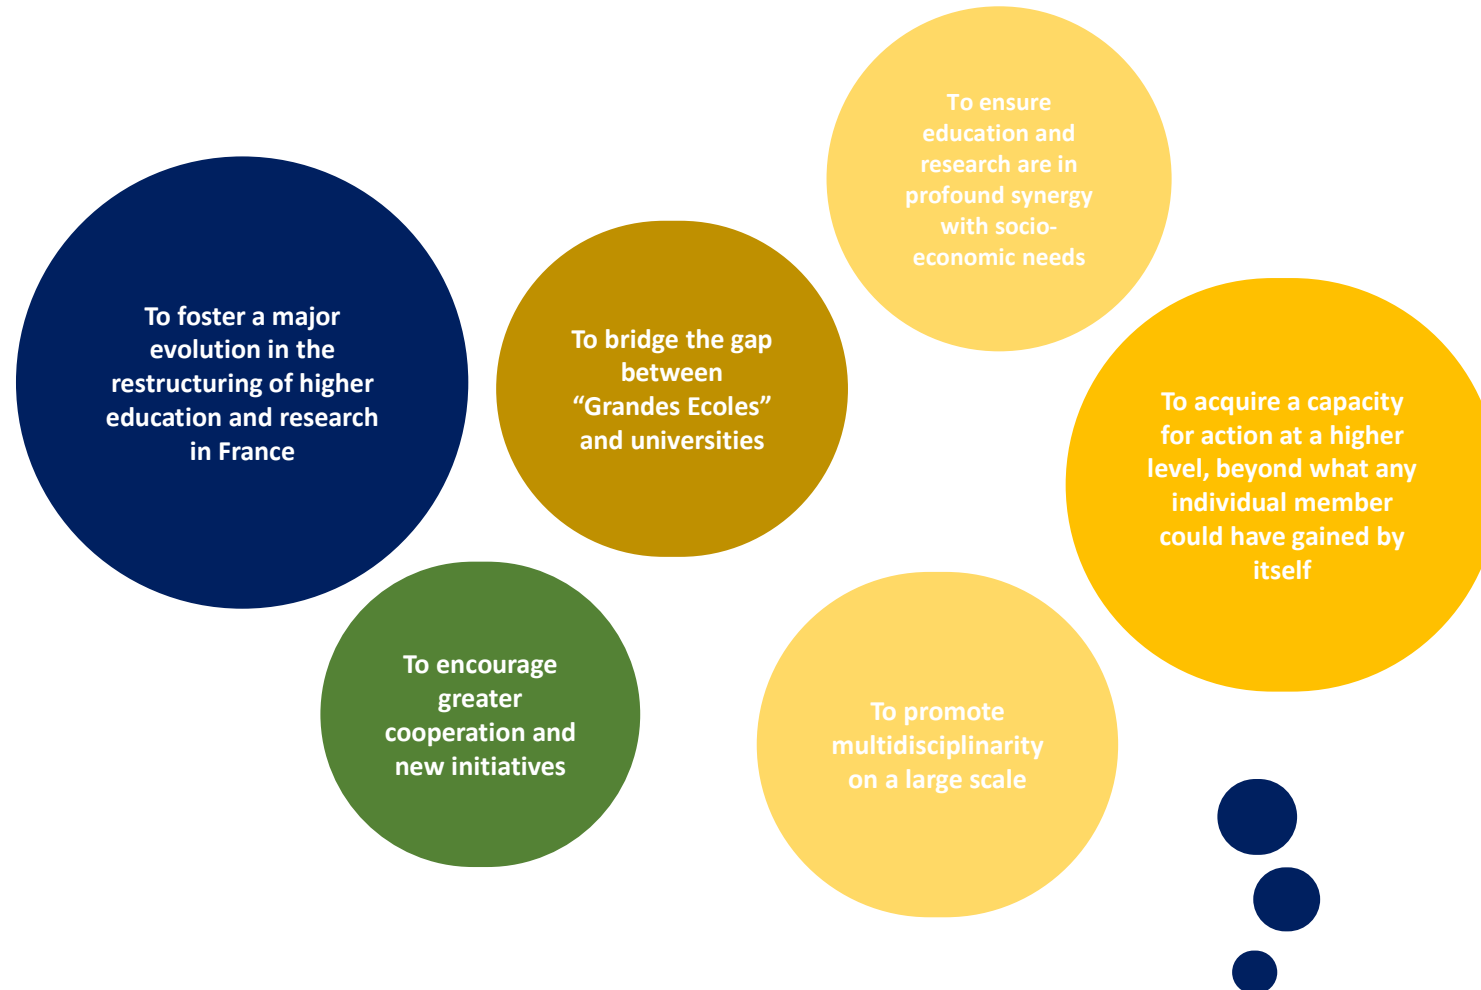 To ensure
education and
research are in
profound synergy
with socio-
economic needs
To foster a major
evolution in the
restructuring of higher
education and research
in France
To bridge the gap
between
“Grandes Ecoles”
and universities
To acquire a capacity
for action at a higher
level, beyond what any
individual member
could have gained by
itself
To encourage
greater
cooperation and
new initiatives
To promote
multidisciplinarity
on a large scale